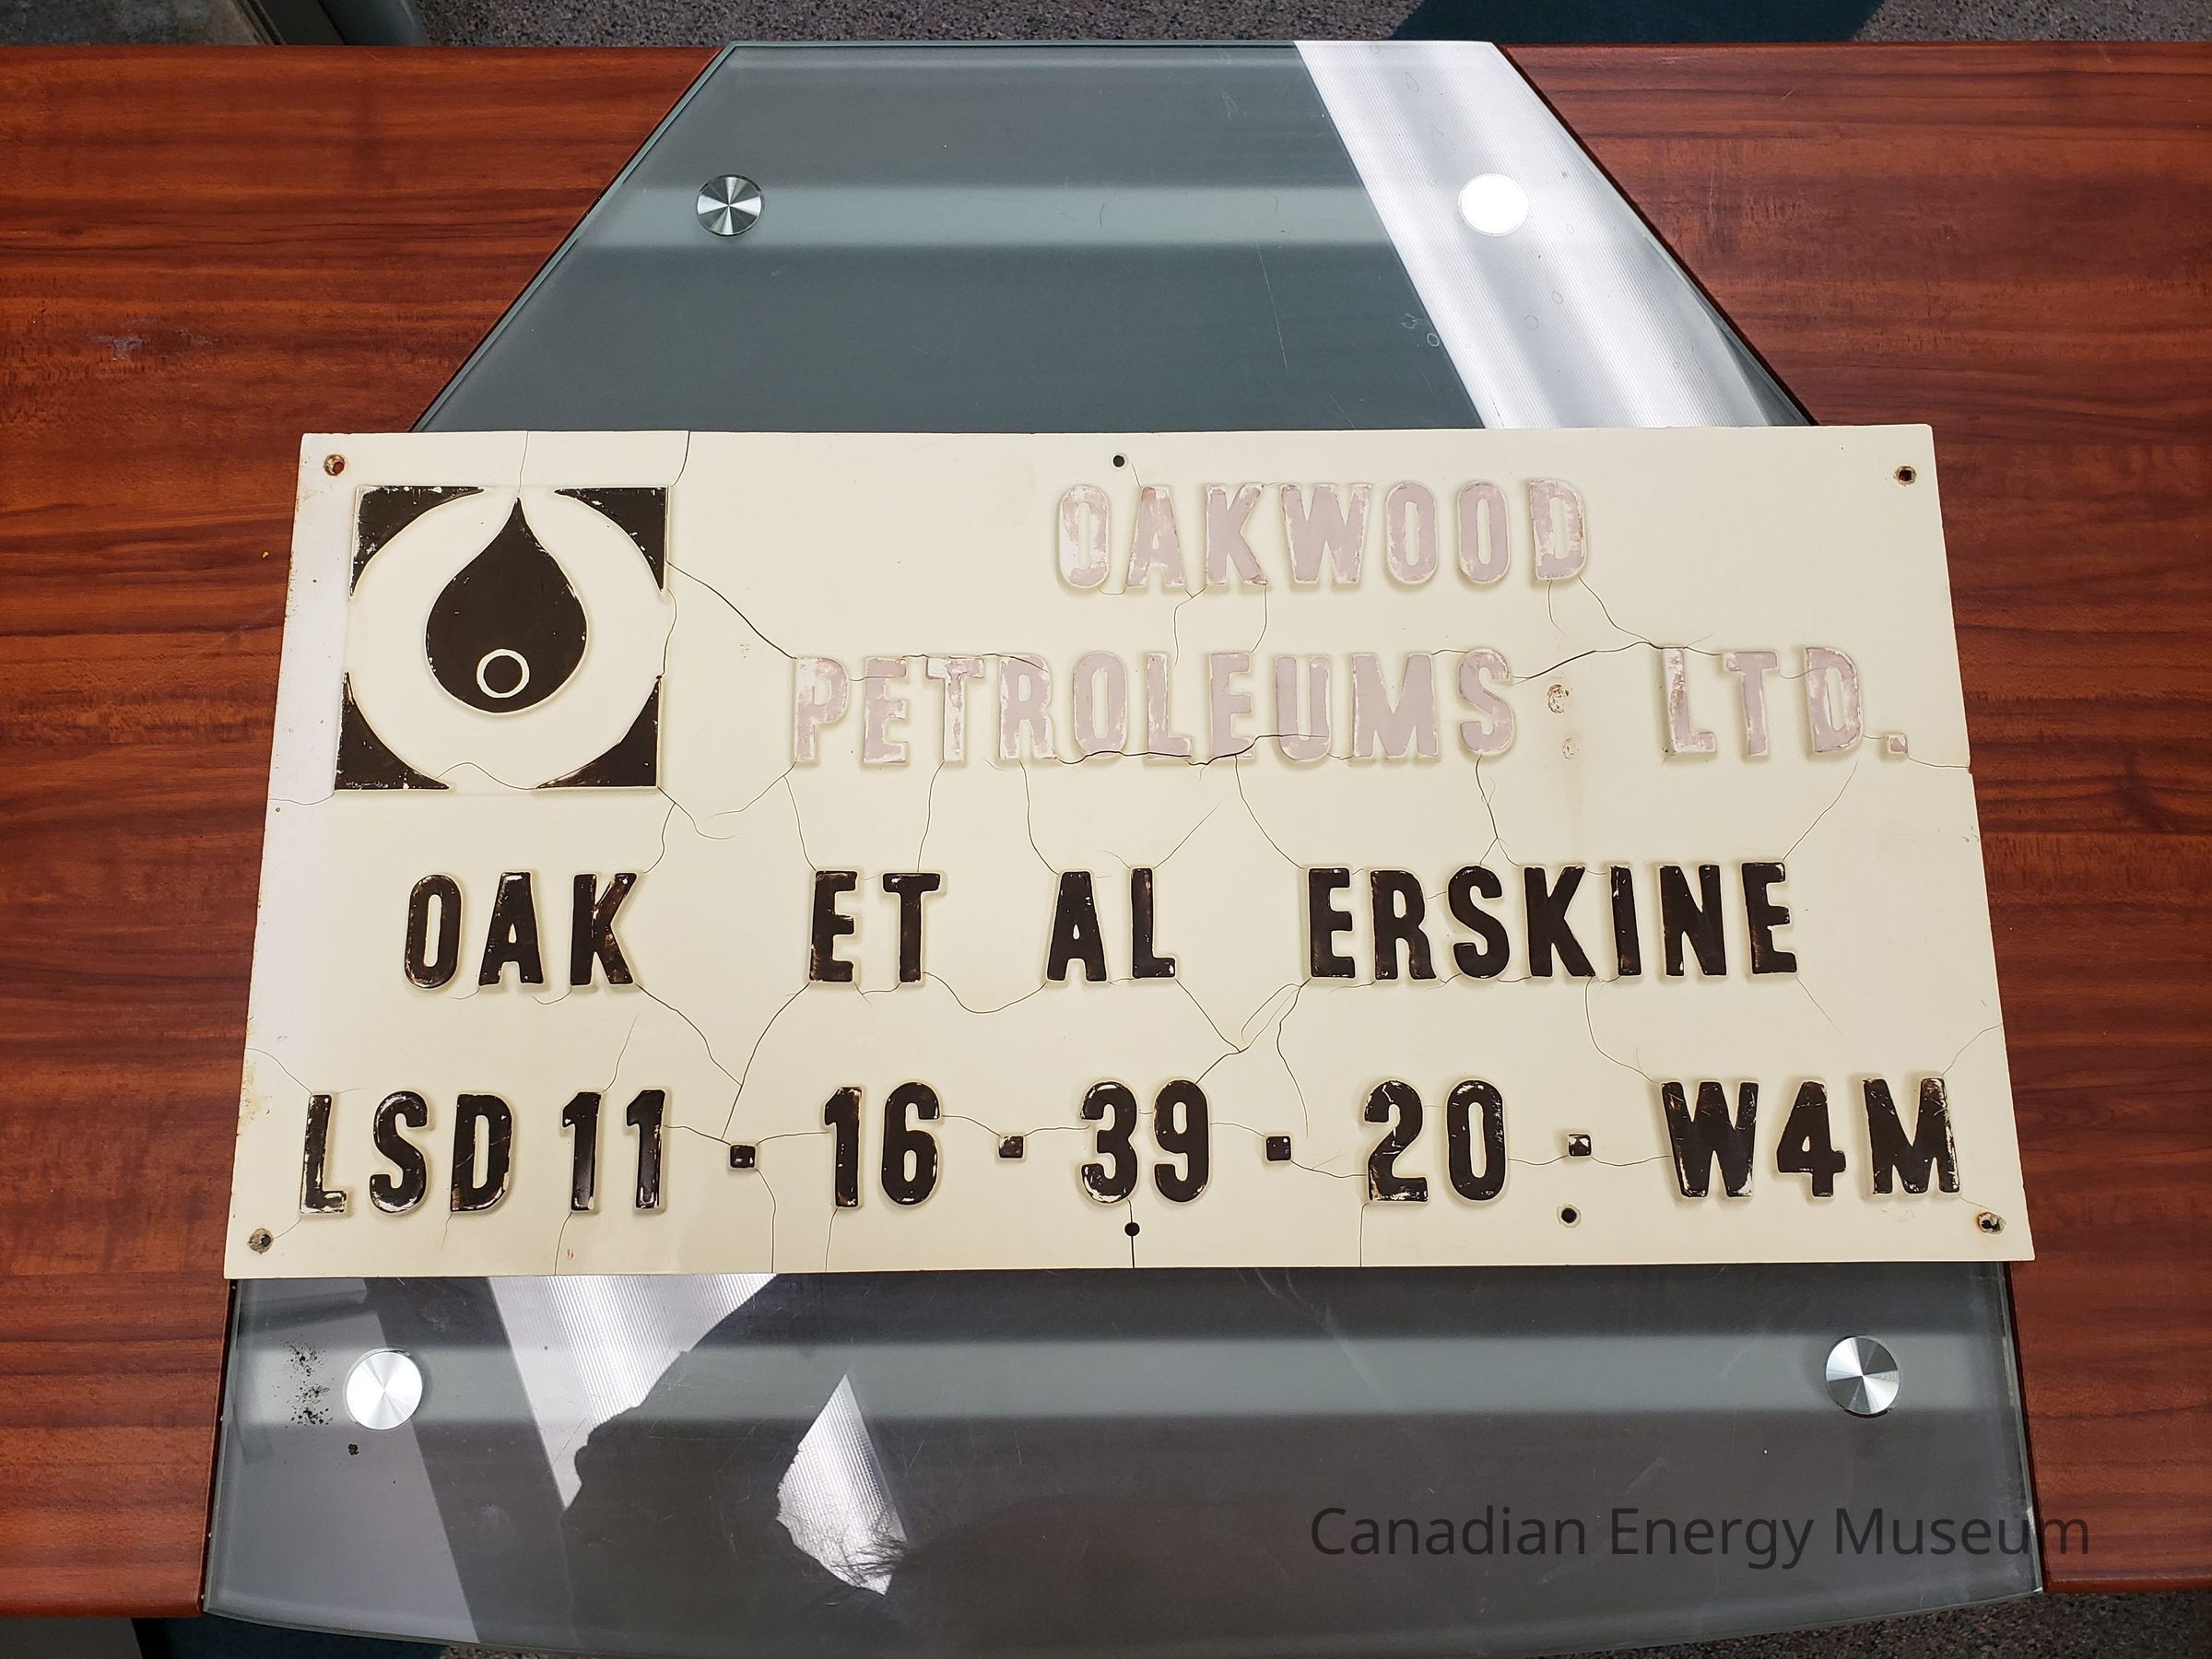 OAKWOOD
PETROLEUMS LTD.
OAK ET AL ERSKINE
LSD 11 · 16 · 39 · 20 · W4M
Canadian Energy Museum